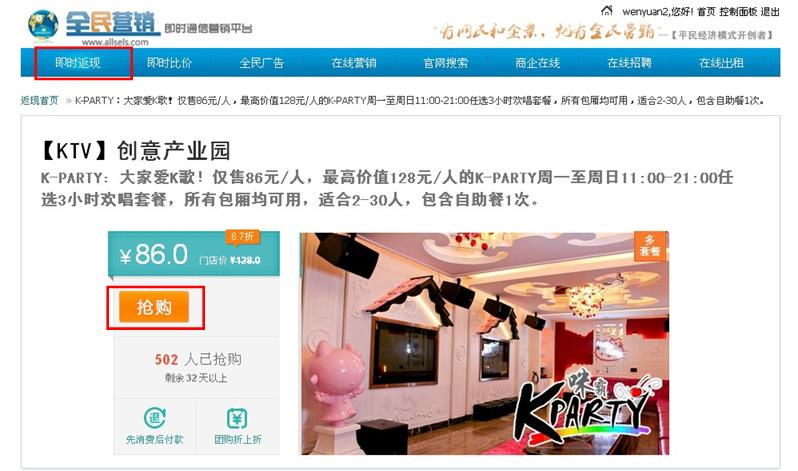 wenyuan2,您好! 首页 控制面板 退出
全民营销 即时通信营销平台
www.allsels.com
“有网民和企业，就有全民营销”—【平民经济模式开创者】
即时返现 即时比价 全民广告 在线营销 官网搜索 商企在线 在线招聘 在线出租
返现首页 » K-PARTY：大家爱K歌！仅售86元/人，最高价值128元/人的K-PARTY周一至周日11:00-21:00任选3小时欢唱套餐，所有包厢均可用，适合2-30人，包含自助餐1次。
【KTV】创意产业园
K-PARTY：大家爱K歌！仅售86元/人，最高价值128元/人的K-PARTY周一至周日11:00-21:00任
选3小时欢唱套餐，所有包厢均可用，适合2-30人，包含自助餐1次。
6.7折
¥86.0 门店价 ¥128.0
多
套餐
抢购
502 人已抢购
剩余32天以上
退 ¥
先消费后付款 团购折上折
咪霸
KPARTY